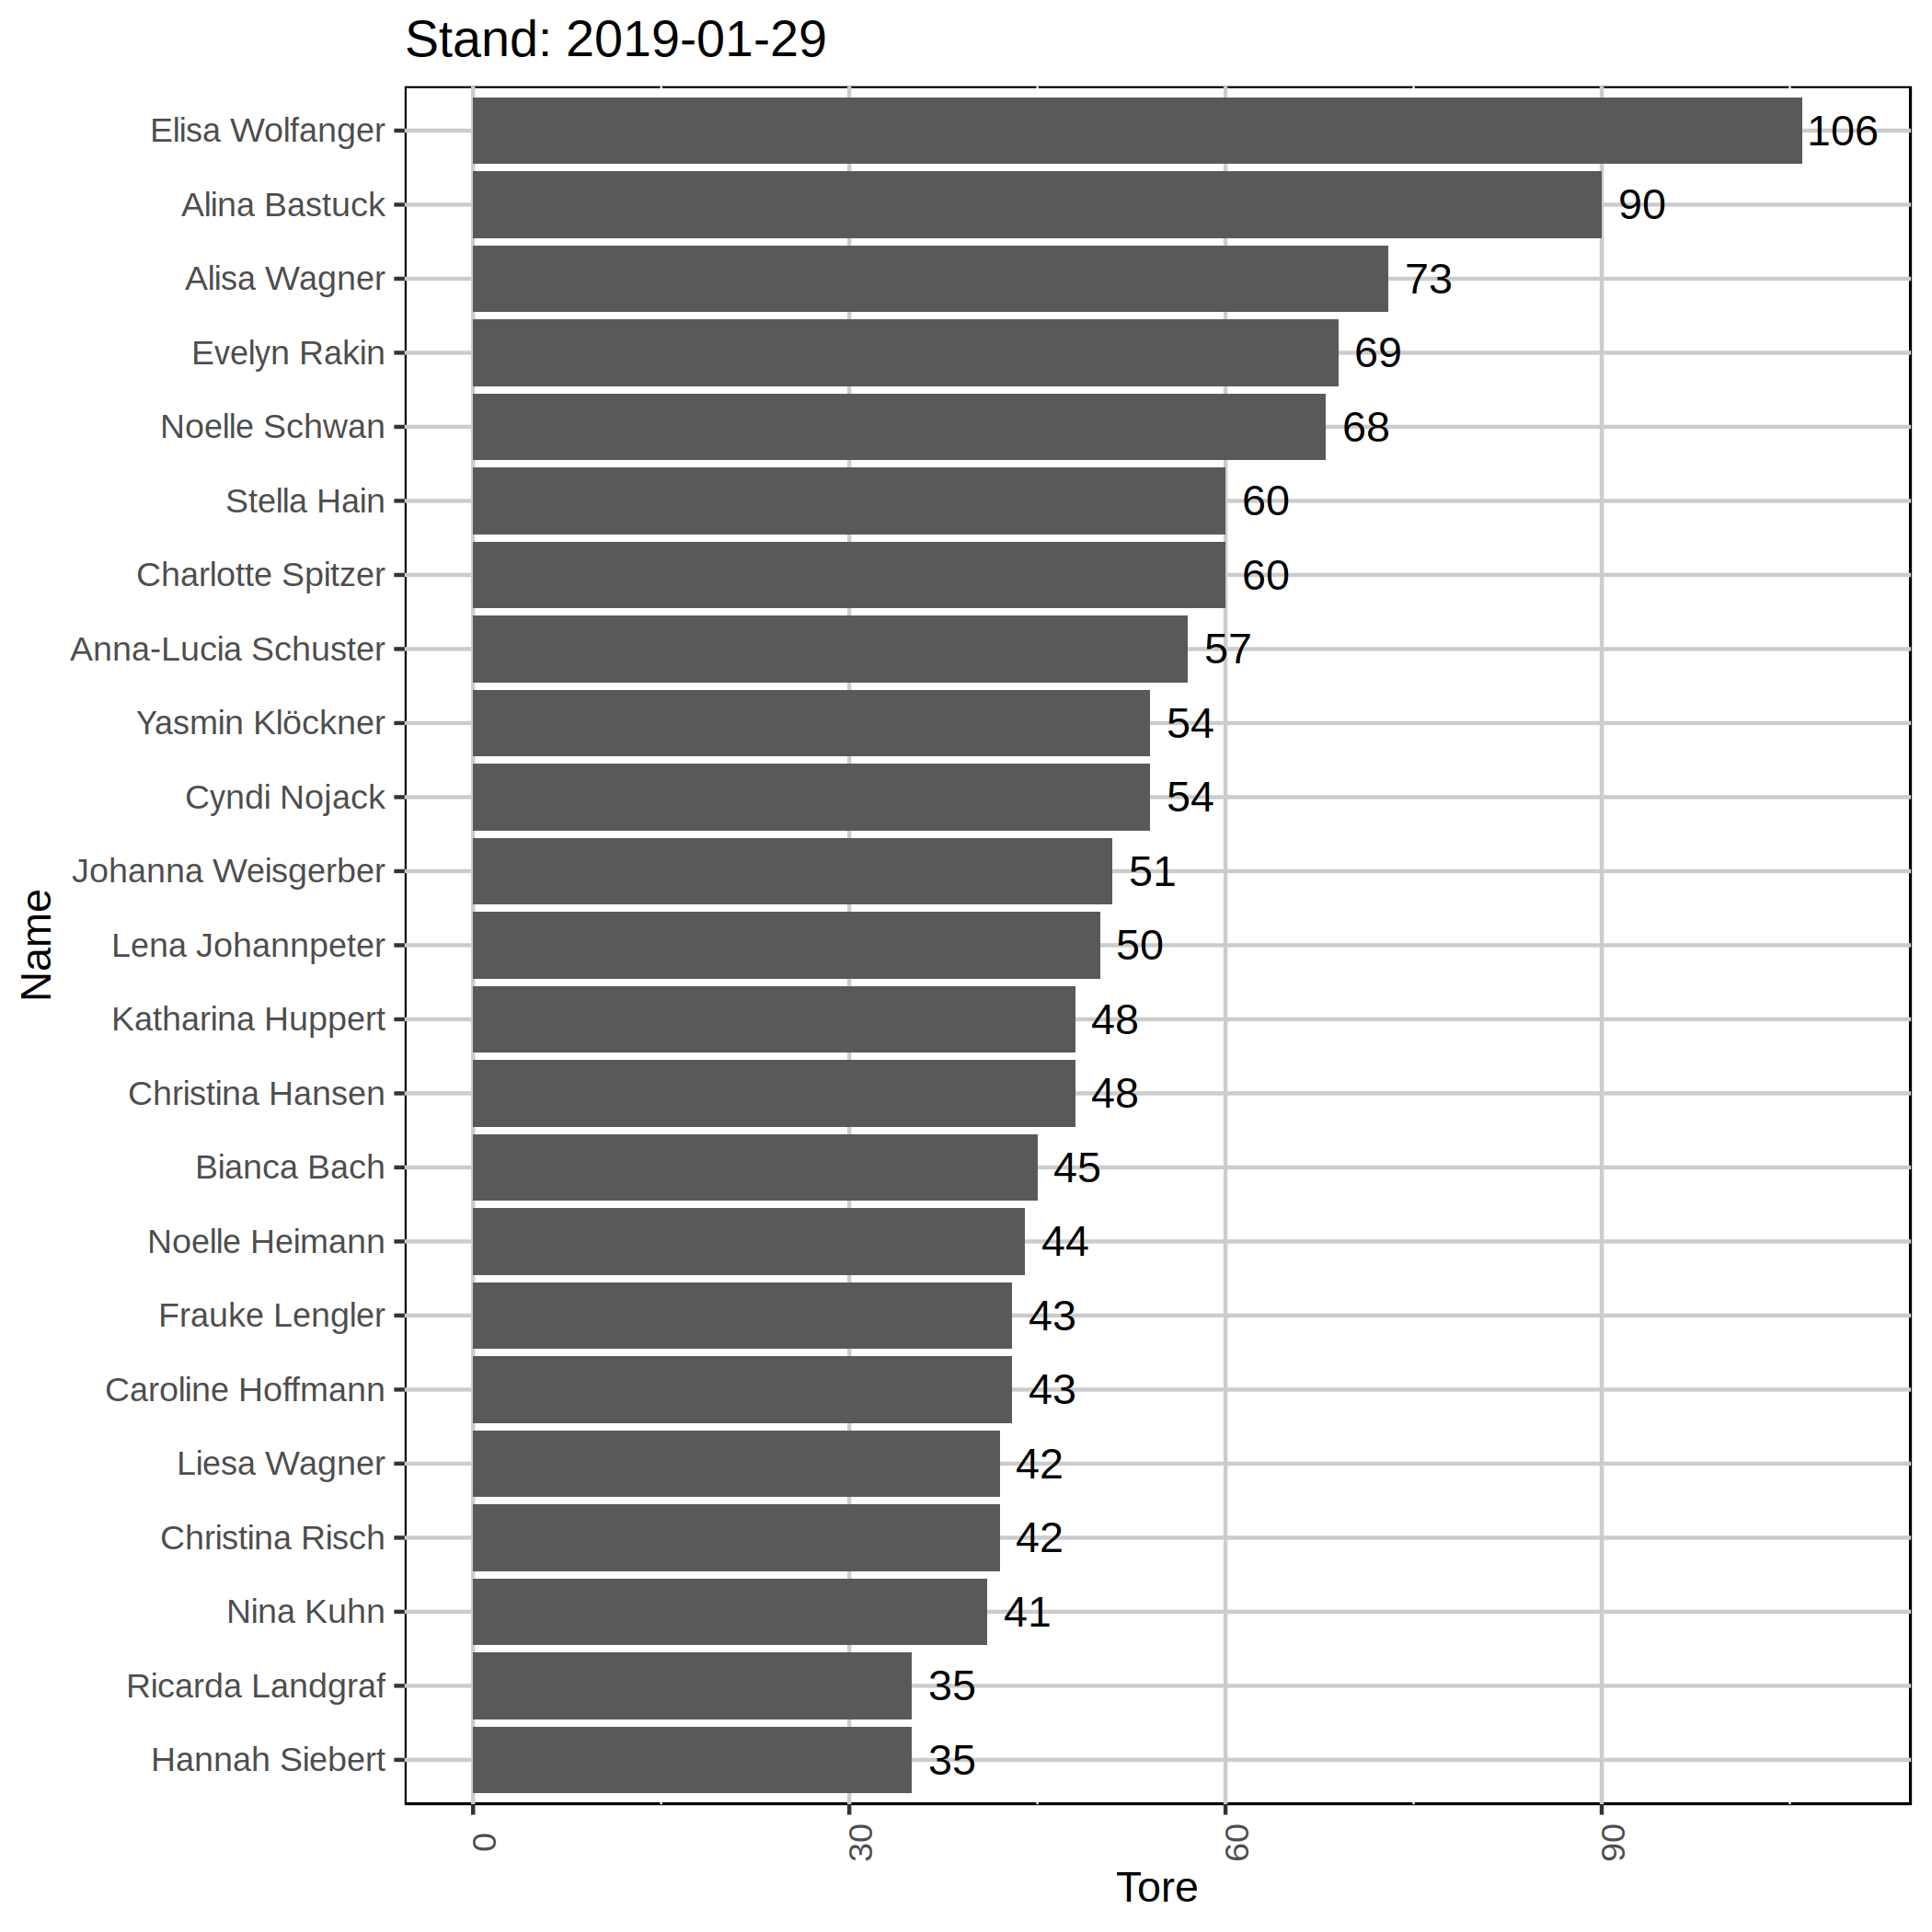 Stand: 2019-01-29
Elisa Wolfanger 106
Alina Bastuck 90
Alisa Wagner 73
Evelyn Rakin 69
Noelle Schwan 68
Stella Hain 60
Charlotte Spitzer 60
Anna-Lucia Schuster 57
Yasmin Klöckner 54
Cyndi Nojack 54
Johanna Weisgerber 51
Lena Johannpeter 50
Katharina Huppert 48
Christina Hansen 48
Bianca Bach 45
Noelle Heimann 44
Frauke Lengler 43
Caroline Hoffmann 43
Liesa Wagner 42
Christina Risch 42
Nina Kuhn 41
Ricarda Landgraf 35
Hannah Siebert 35
Name
0 30 60 90
Tore